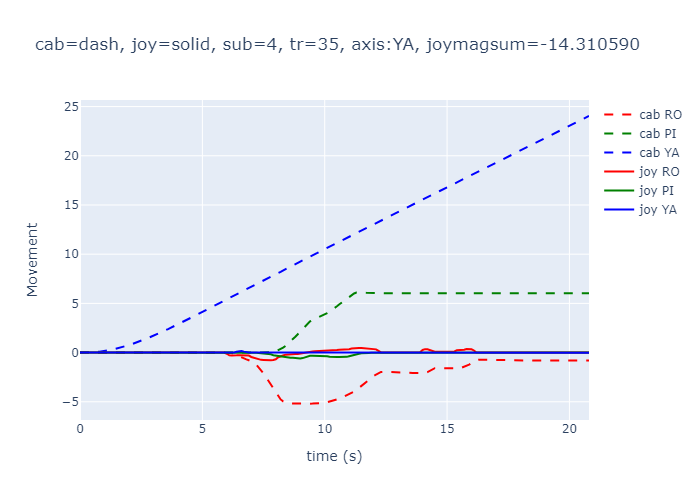 cab=dash, joy=solid, sub=4, tr=35, axis:YA, joymagsum=-14.310590
25
20
15
10
5
0
−5
Movement
0
5
10
15
20
time (s)
cab RO
cab PI
cab YA
joy RO
joy PI
joy YA